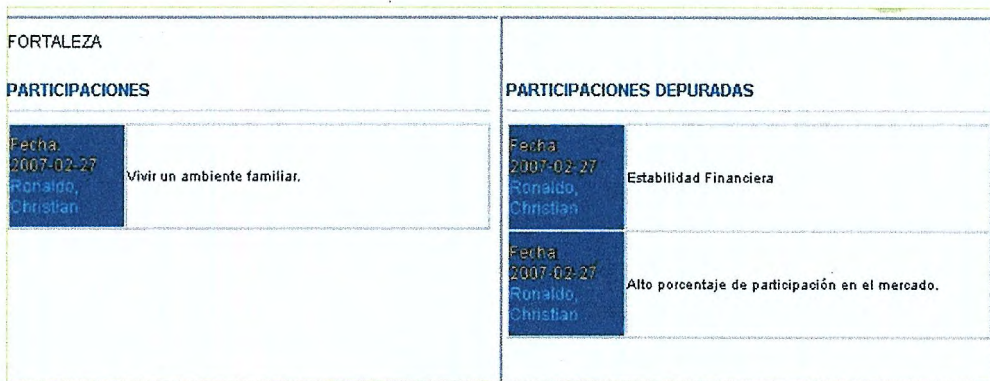 FORTALEZA
PARTICIPACIONES
Fecha:
2007-02-27
Ronaldo,
Christian
Vivir un ambiente familiar.
PARTICIPACIONES DEPURADAS
Fecha
2007-02-27
Ronaldo,
Christian
Estabilidad Financiera
Fecha
2007-02-27
Ronaldo,
Christian
Alto porcentaje de participación en el mercado.